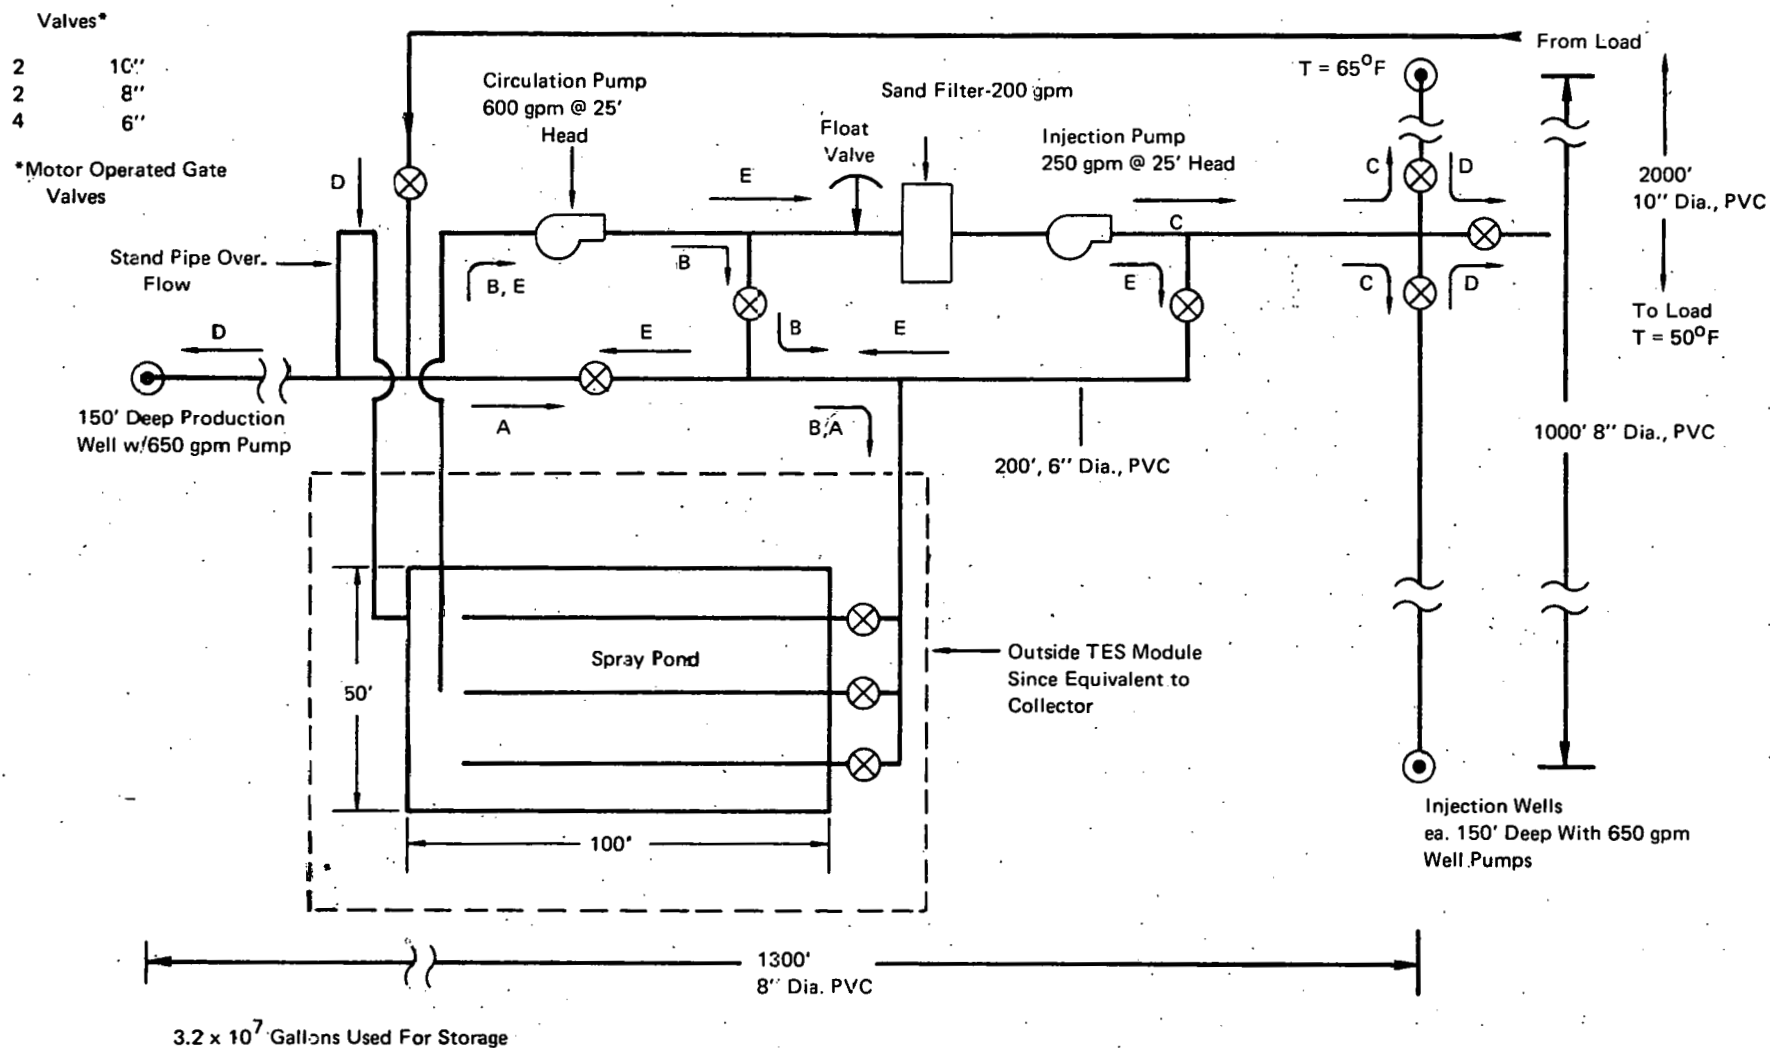 Valves*
2 10"
2 8"
4 6"
*Motor Operated Gate
Valves
From Load
T = 65°F
Circulation Pump
600 gpm @ 25'
Head
Sand Filter-200 gpm
Float
Valve
Injection Pump
250 gpm @ 25' Head
2000'
10" Dia., PVC
To Load
T = 50°F
D
E
C
C
D
Stand Pipe Over
Flow
B, E
B
E
C
D
D
E
B
E
A
B,A
150' Deep Production
Well w/650 gpm Pump
200', 6" Dia., PVC
1000' 8" Dia., PVC
Spray Pond
50'
100'
Outside TES Module
Since Equivalent to
Collector
Injection Wells
ea. 150' Deep With 650 gpm
Well Pumps
1300'
8" Dia. PVC
3.2 x 10⁷ Gallons Used For Storage